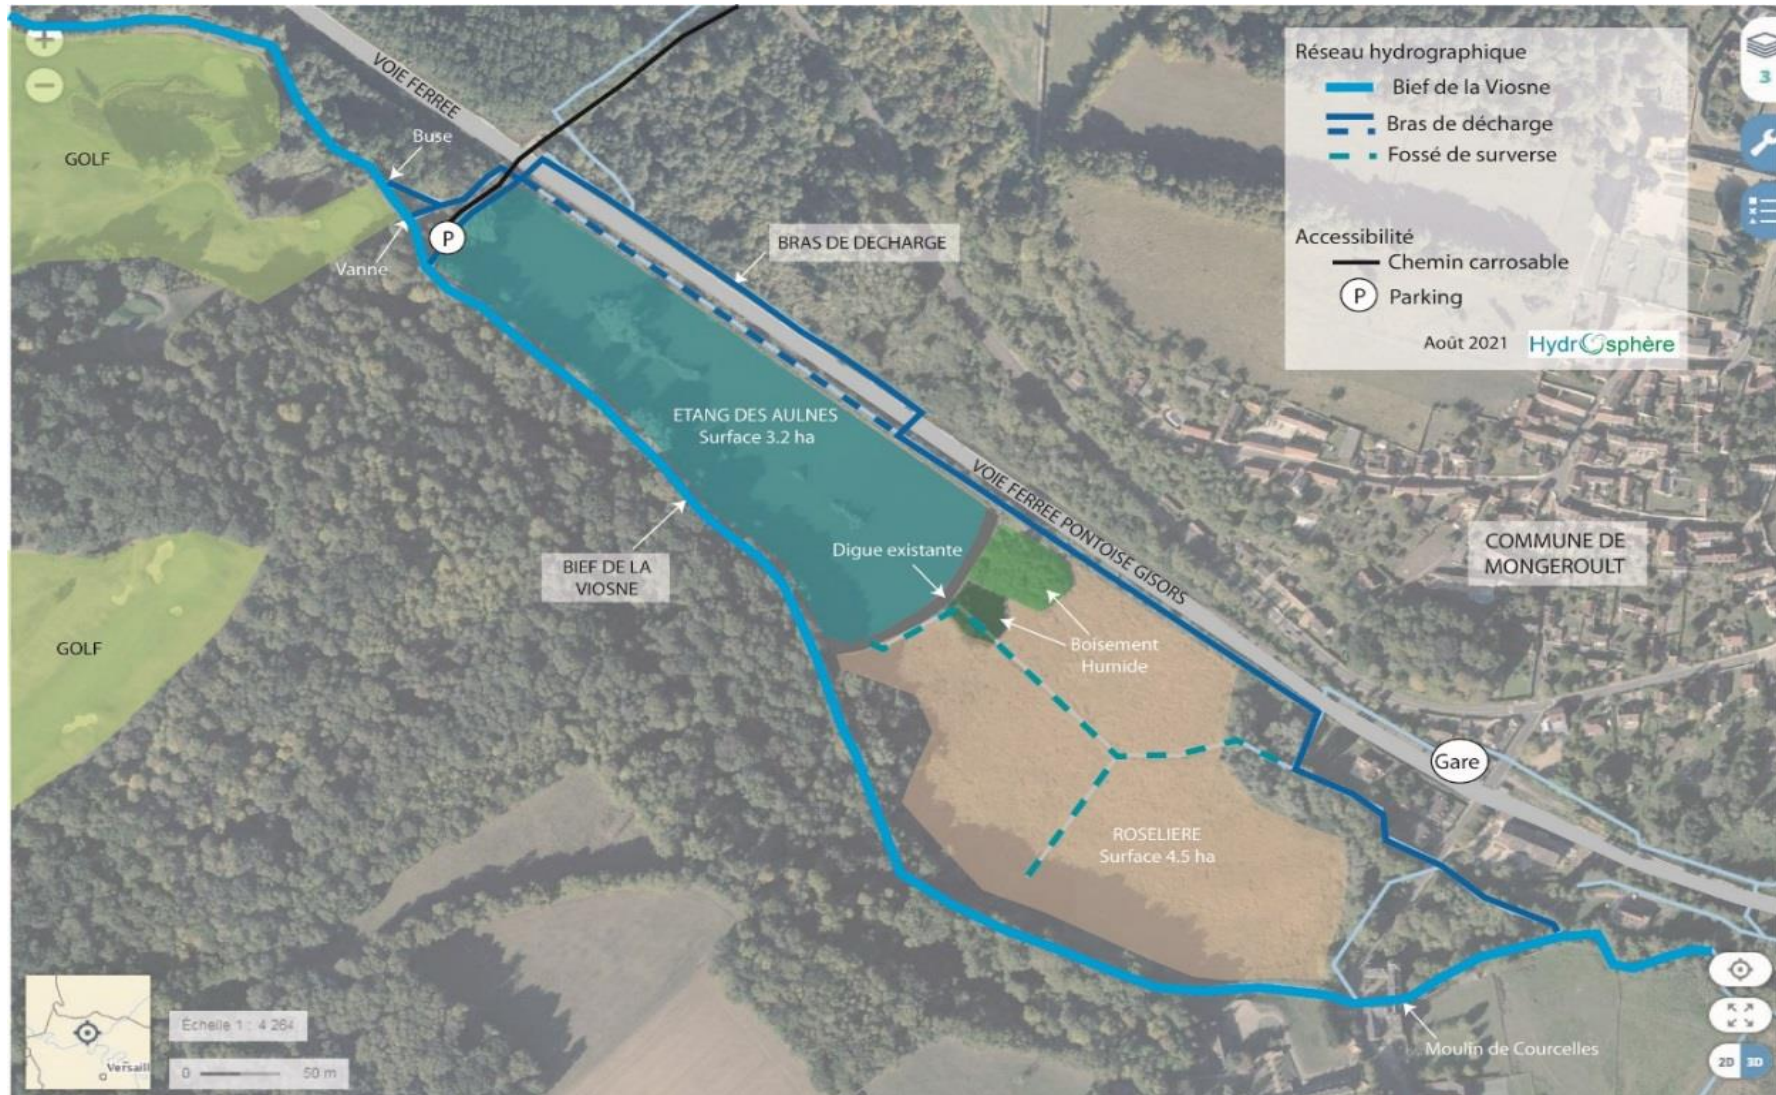 Réseau hydrographique
Bief de la Viosne
Bras de décharge
Fossé de surverse
Accessibilité
Chemin carrosable
P
Parking
Août 2021
Hydrosphère
3
VOIE FERREE
Buse
GOLF
P
Vanne
BRAS DE DECHARGE
ETANG DES AULNES
Surface 3.2 ha
VOIE FERREE PONTOISE GISORS
Digue existante
BIEF DE LA
VIOSNE
COMMUNE DE
MONGEROULT
Boisement
Humide
GOLF
Gare
ROSELIERE
Surface 4.5 ha
Moulin de Courcelles
Échelle 1 : 4 264
0
50 m
Versaill
2D
3D